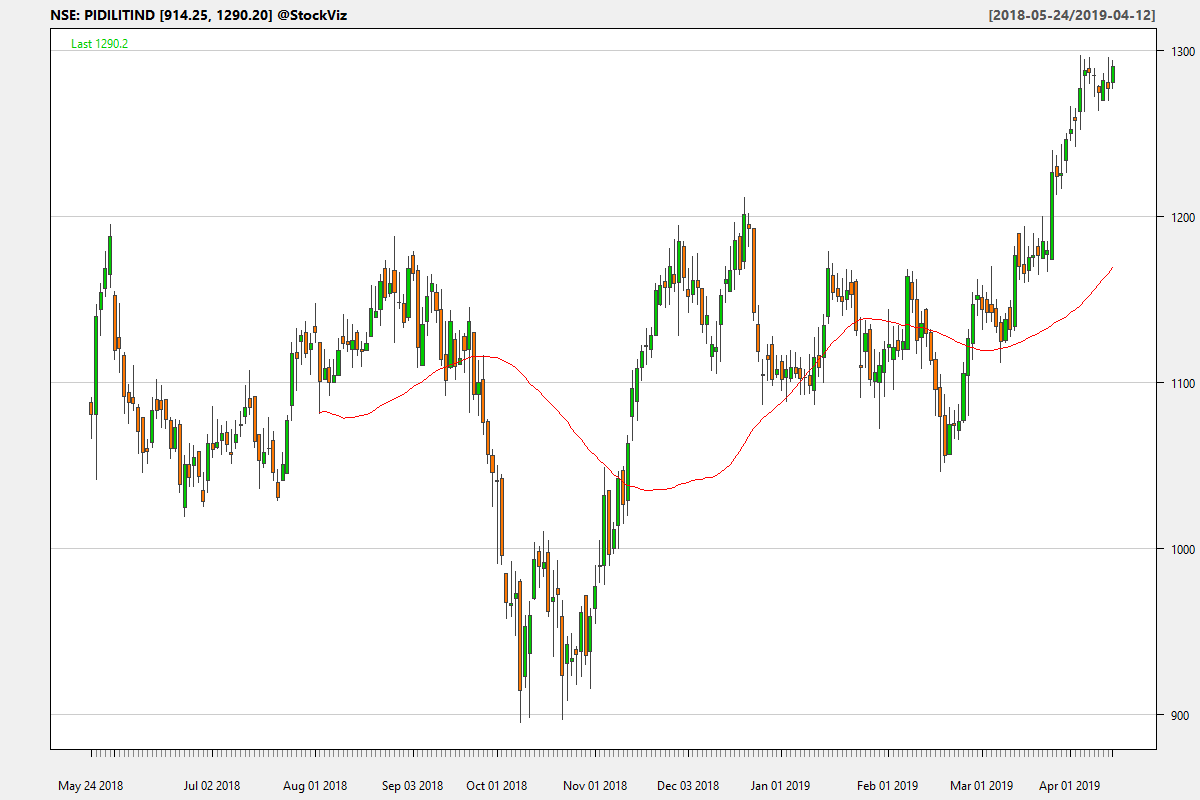 NSE: PIDILITIND [914.25, 1290.20] @StockViz [2018-05-24/2019-04-12]
Last 1290.2
1300
1200
1100
1000
900
May 24 2018 Jul 02 2018 Aug 01 2018 Sep 03 2018 Oct 01 2018 Nov 01 2018 Dec 03 2018 Jan 01 2019 Feb 01 2019 Mar 01 2019 Apr 01 2019